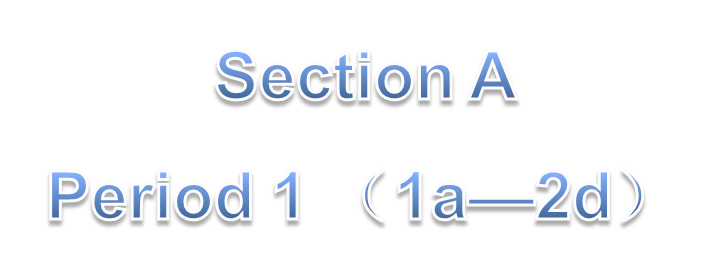 Section A
Period 1 （1a—2d）